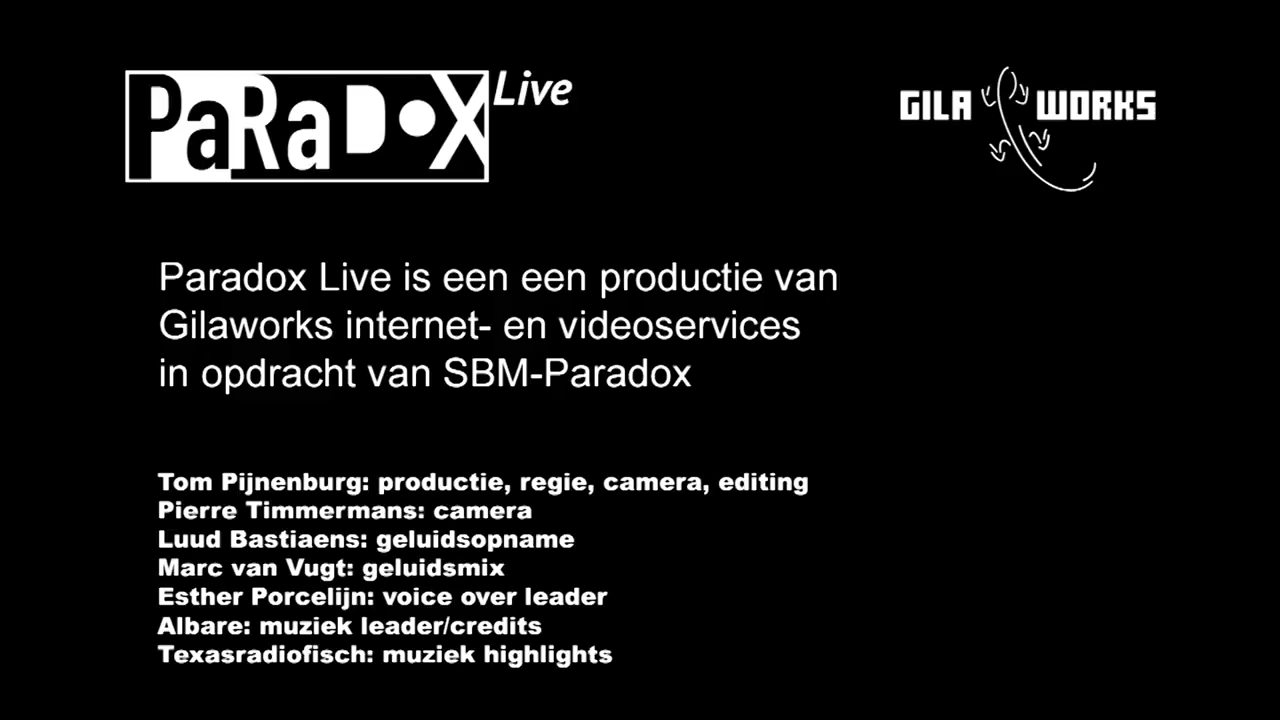 PaRaDoX Live
GILA WORKS
Paradox Live is een een productie van
Gilaworks internet- en videoservices
in opdracht van SBM-Paradox
Tom Pijnenburg: productie, regie, camera, editing
Pierre Timmermans: camera
Luud Bastiaens: geluidsopname
Marc van Vugt: geluidsmix
Esther Porcelijn: voice over leader
Albare: muziek leader/credits
Texasradiofisch: muziek highlights